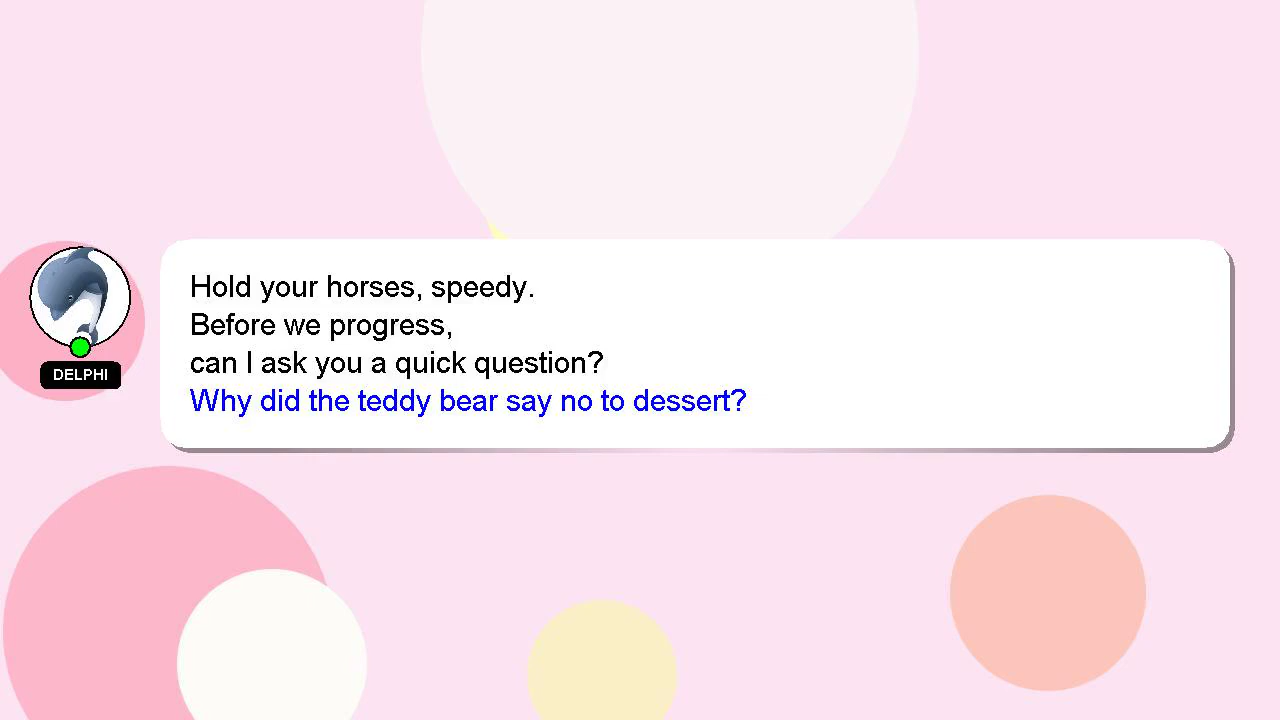 Hold your horses, speedy.
Before we progress,
can I ask you a quick question?
Why did the teddy bear say no to dessert?
DELPHI